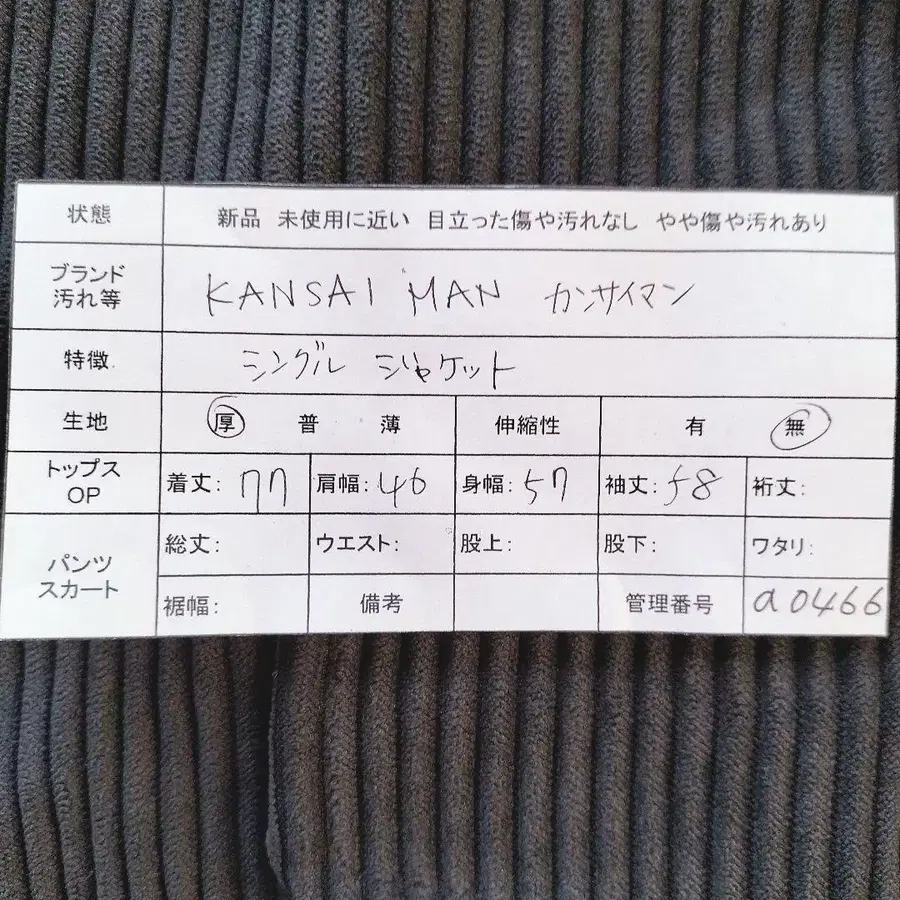 状態 新品 未使用に近い 目立った傷や汚れなし やや傷や汚れあり
ブランド
汚れ等 KANSAI MAN カンサイマン
特徴 シングル ジャケット
生地 厚 普 薄 伸縮性 有 無
トップス
OP 着丈: 77 肩幅: 46 身幅: 57 袖丈: 58 裄丈:
パンツ
スカート 総丈: ウエスト: 股上: 股下: ワタリ:
裾幅: 備考 管理番号 a0466